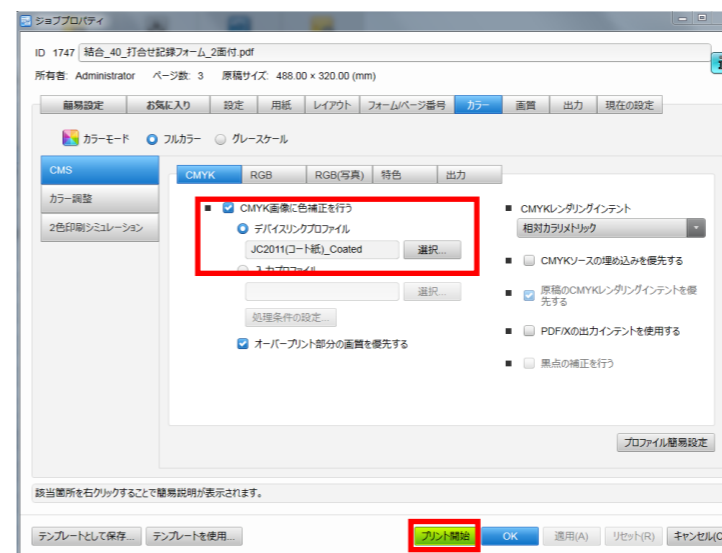 ジョブプロパティ
ID 1747 結合_40_打合せ記録フォーム_2面付.pdf
所有者: Administrator ページ数: 3 原稿サイズ: 488.00 × 320.00 (mm)
簡易設定 お気に入り 設定 用紙 レイアウト フォーム/ページ番号 カラー 画質 出力 現在の設定
カラーモード フルカラー グレースケール
CMS
カラー調整
2色印刷シミュレーション
CMYK RGB RGB(写真) 特色 出力
CMYK画像に色補正を行う
デバイスリンクプロファイル
JC2011(コート紙)_Coated 選択...
入力プロファイル
選択...
処理条件の設定...
オーバープリント部分の画質を優先する
CMYKレンダリングインテント
相対カラリメトリック
CMYKソースの埋め込みを優先する
原稿のCMYKレンダリングインテントを優
先する
PDF/Xの出力インテントを使用する
黒点の補正を行う
プロファイル簡易設定
該当箇所を右クリックすることで簡易説明が表示されます。
テンプレートとして保存... テンプレートを使用... プリント開始 OK 適用(A) リセット(R) キャンセル(C